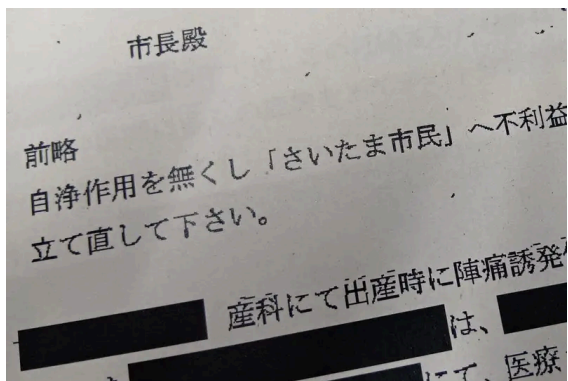 市長殿
前略
自浄作用を無くし「さいたま市民」へ不利益
立て直して下さい。
産科にて出産時に陣痛誘発
は、
にて、医療